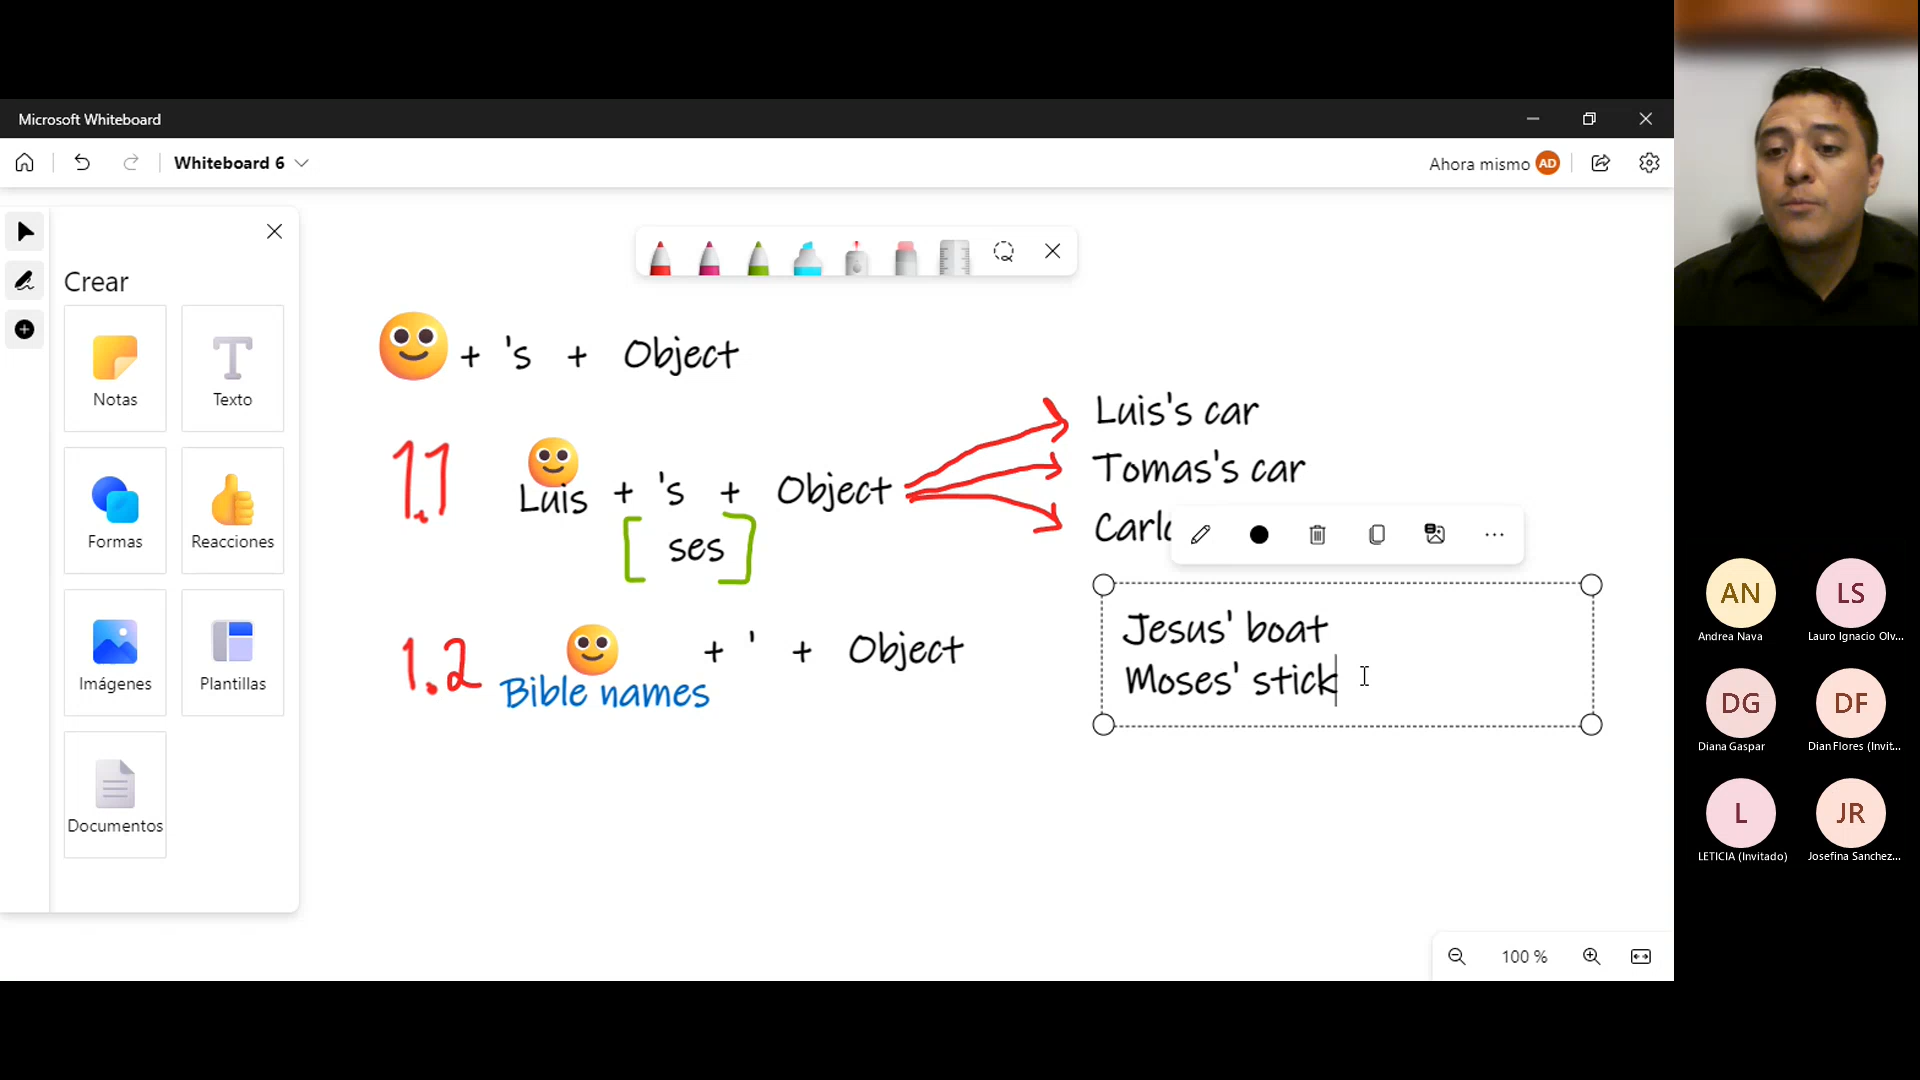 Microsoft Whiteboard
Whiteboard 6
Ahora mismo AD
Crear
Notas
Texto
Formas
Reacciones
Imágenes
Plantillas
Documentos
+ 's + Object
1.1
Luis + 's + Object
[ ses ]
1.2
+ ' + Object
Bible names
Luis's car
Tomas's car
Carlo
Jesus' boat
Moses' stick
100 %
AN
Andrea Nava
LS
Lauro Ignacio Olv...
DG
Diana Gaspar
DF
Dian Flores (Invit...
L
LETICIA (Invitado)
JR
Josefina Sanchez...